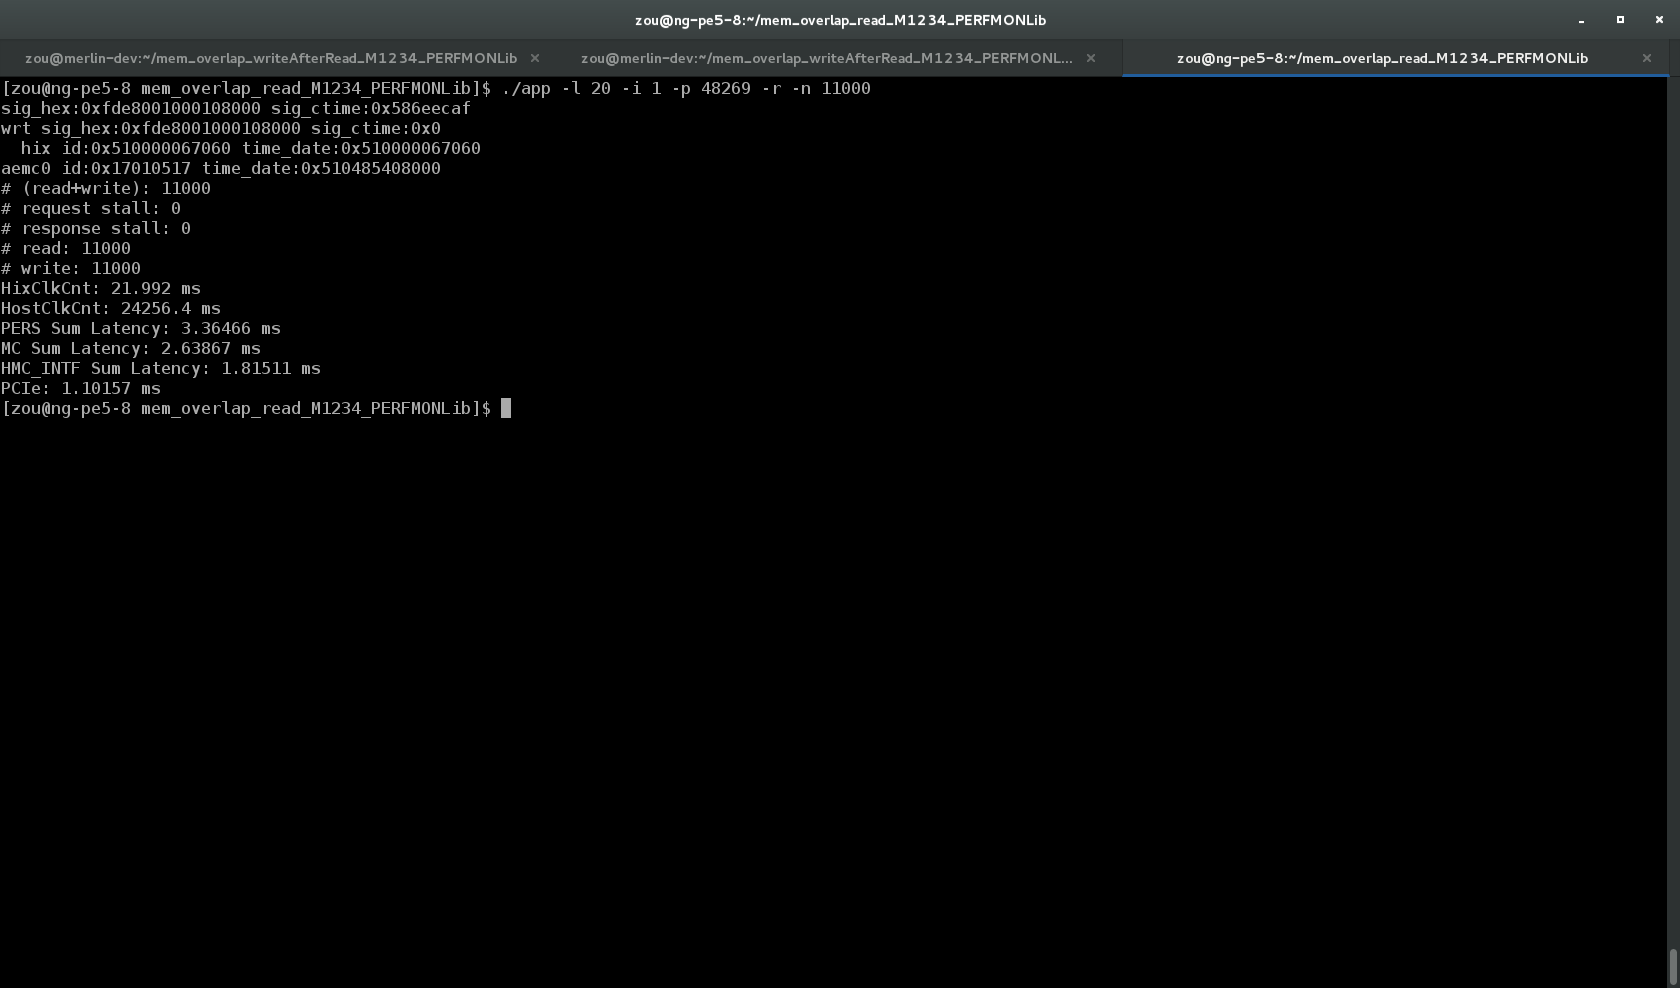 zou@ng-pe5-8:~/mem_overlap_read_M1234_PERFMONLib
zou@merlin-dev:~/mem_overlap_writeAfterRead_M1234_PERFMONLib
zou@merlin-dev:~/mem_overlap_writeAfterRead_M1234_PERFMONL...
zou@ng-pe5-8:~/mem_overlap_read_M1234_PERFMONLib
[zou@ng-pe5-8 mem_overlap_read_M1234_PERFMONLib]$ ./app -l 20 -i 1 -p 48269 -r -n 11000
sig_hex:0xfde8001000108000 sig_ctime:0x586eecaf
wrt sig_hex:0xfde8001000108000 sig_ctime:0x0
  hix id:0x510000067060 time_date:0x510000067060
aemc0 id:0x17010517 time_date:0x510485408000
# (read+write): 11000
# request stall: 0
# response stall: 0
# read: 11000
# write: 11000
HixClkCnt: 21.992 ms
HostClkCnt: 24256.4 ms
PERS Sum Latency: 3.36466 ms
MC Sum Latency: 2.63867 ms
HMC_INTF Sum Latency: 1.81511 ms
PCIe: 1.10157 ms
[zou@ng-pe5-8 mem_overlap_read_M1234_PERFMONLib]$